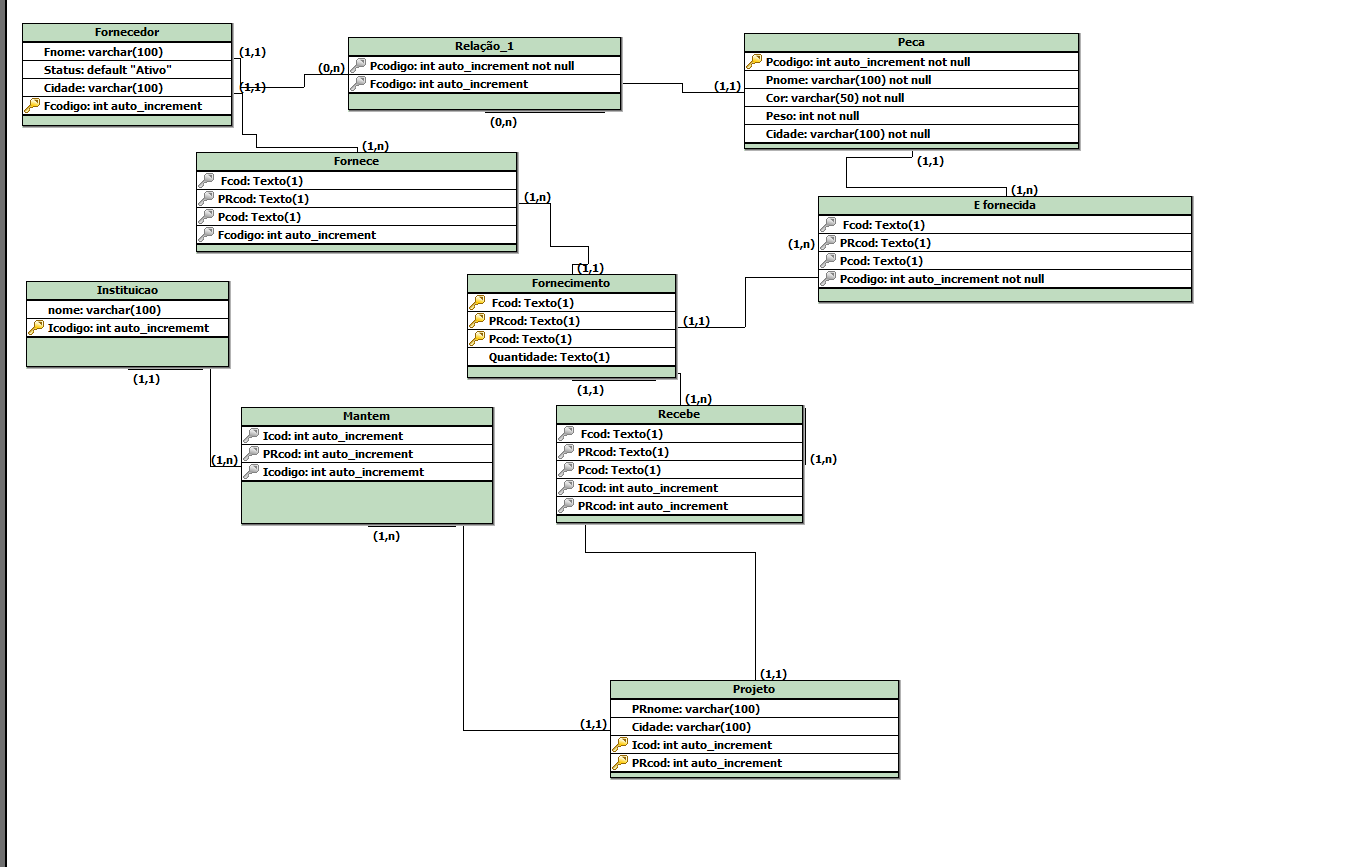 Fornecedor
Fnome: varchar(100)
Status: default "Ativo"
Cidade: varchar(100)
Fcodigo: int auto_increment
(1,1)
(1,1)
(0,n)
Relação_1
Pcodigo: int auto_increment not null
Fcodigo: int auto_increment
(0,n)
(1,1)
Peca
Pcodigo: int auto_increment not null
Pnome: varchar(100) not null
Cor: varchar(50) not null
Peso: int not null
Cidade: varchar(100) not null
(1,1)
(1,n)
Fornece
Fcod: Texto(1)
PRcod: Texto(1)
Pcod: Texto(1)
Fcodigo: int auto_increment
(1,n)
(1,n)
E fornecida
Fcod: Texto(1)
PRcod: Texto(1)
Pcod: Texto(1)
Pcodigo: int auto_increment not null
(1,n)
(1,1)
Fornecimento
Fcod: Texto(1)
PRcod: Texto(1)
Pcod: Texto(1)
Quantidade: Texto(1)
(1,1)
(1,1)
Instituicao
nome: varchar(100)
Icodigo: int auto_incrememt
(1,1)
(1,n)
Mantem
Icod: int auto_increment
PRcod: int auto_increment
Icodigo: int auto_incrememt
(1,n)
(1,n)
Recebe
Fcod: Texto(1)
PRcod: Texto(1)
Pcod: Texto(1)
Icod: int auto_increment
PRcod: int auto_increment
(1,n)
(1,1)
(1,1)
Projeto
PRnome: varchar(100)
Cidade: varchar(100)
Icod: int auto_increment
PRcod: int auto_increment